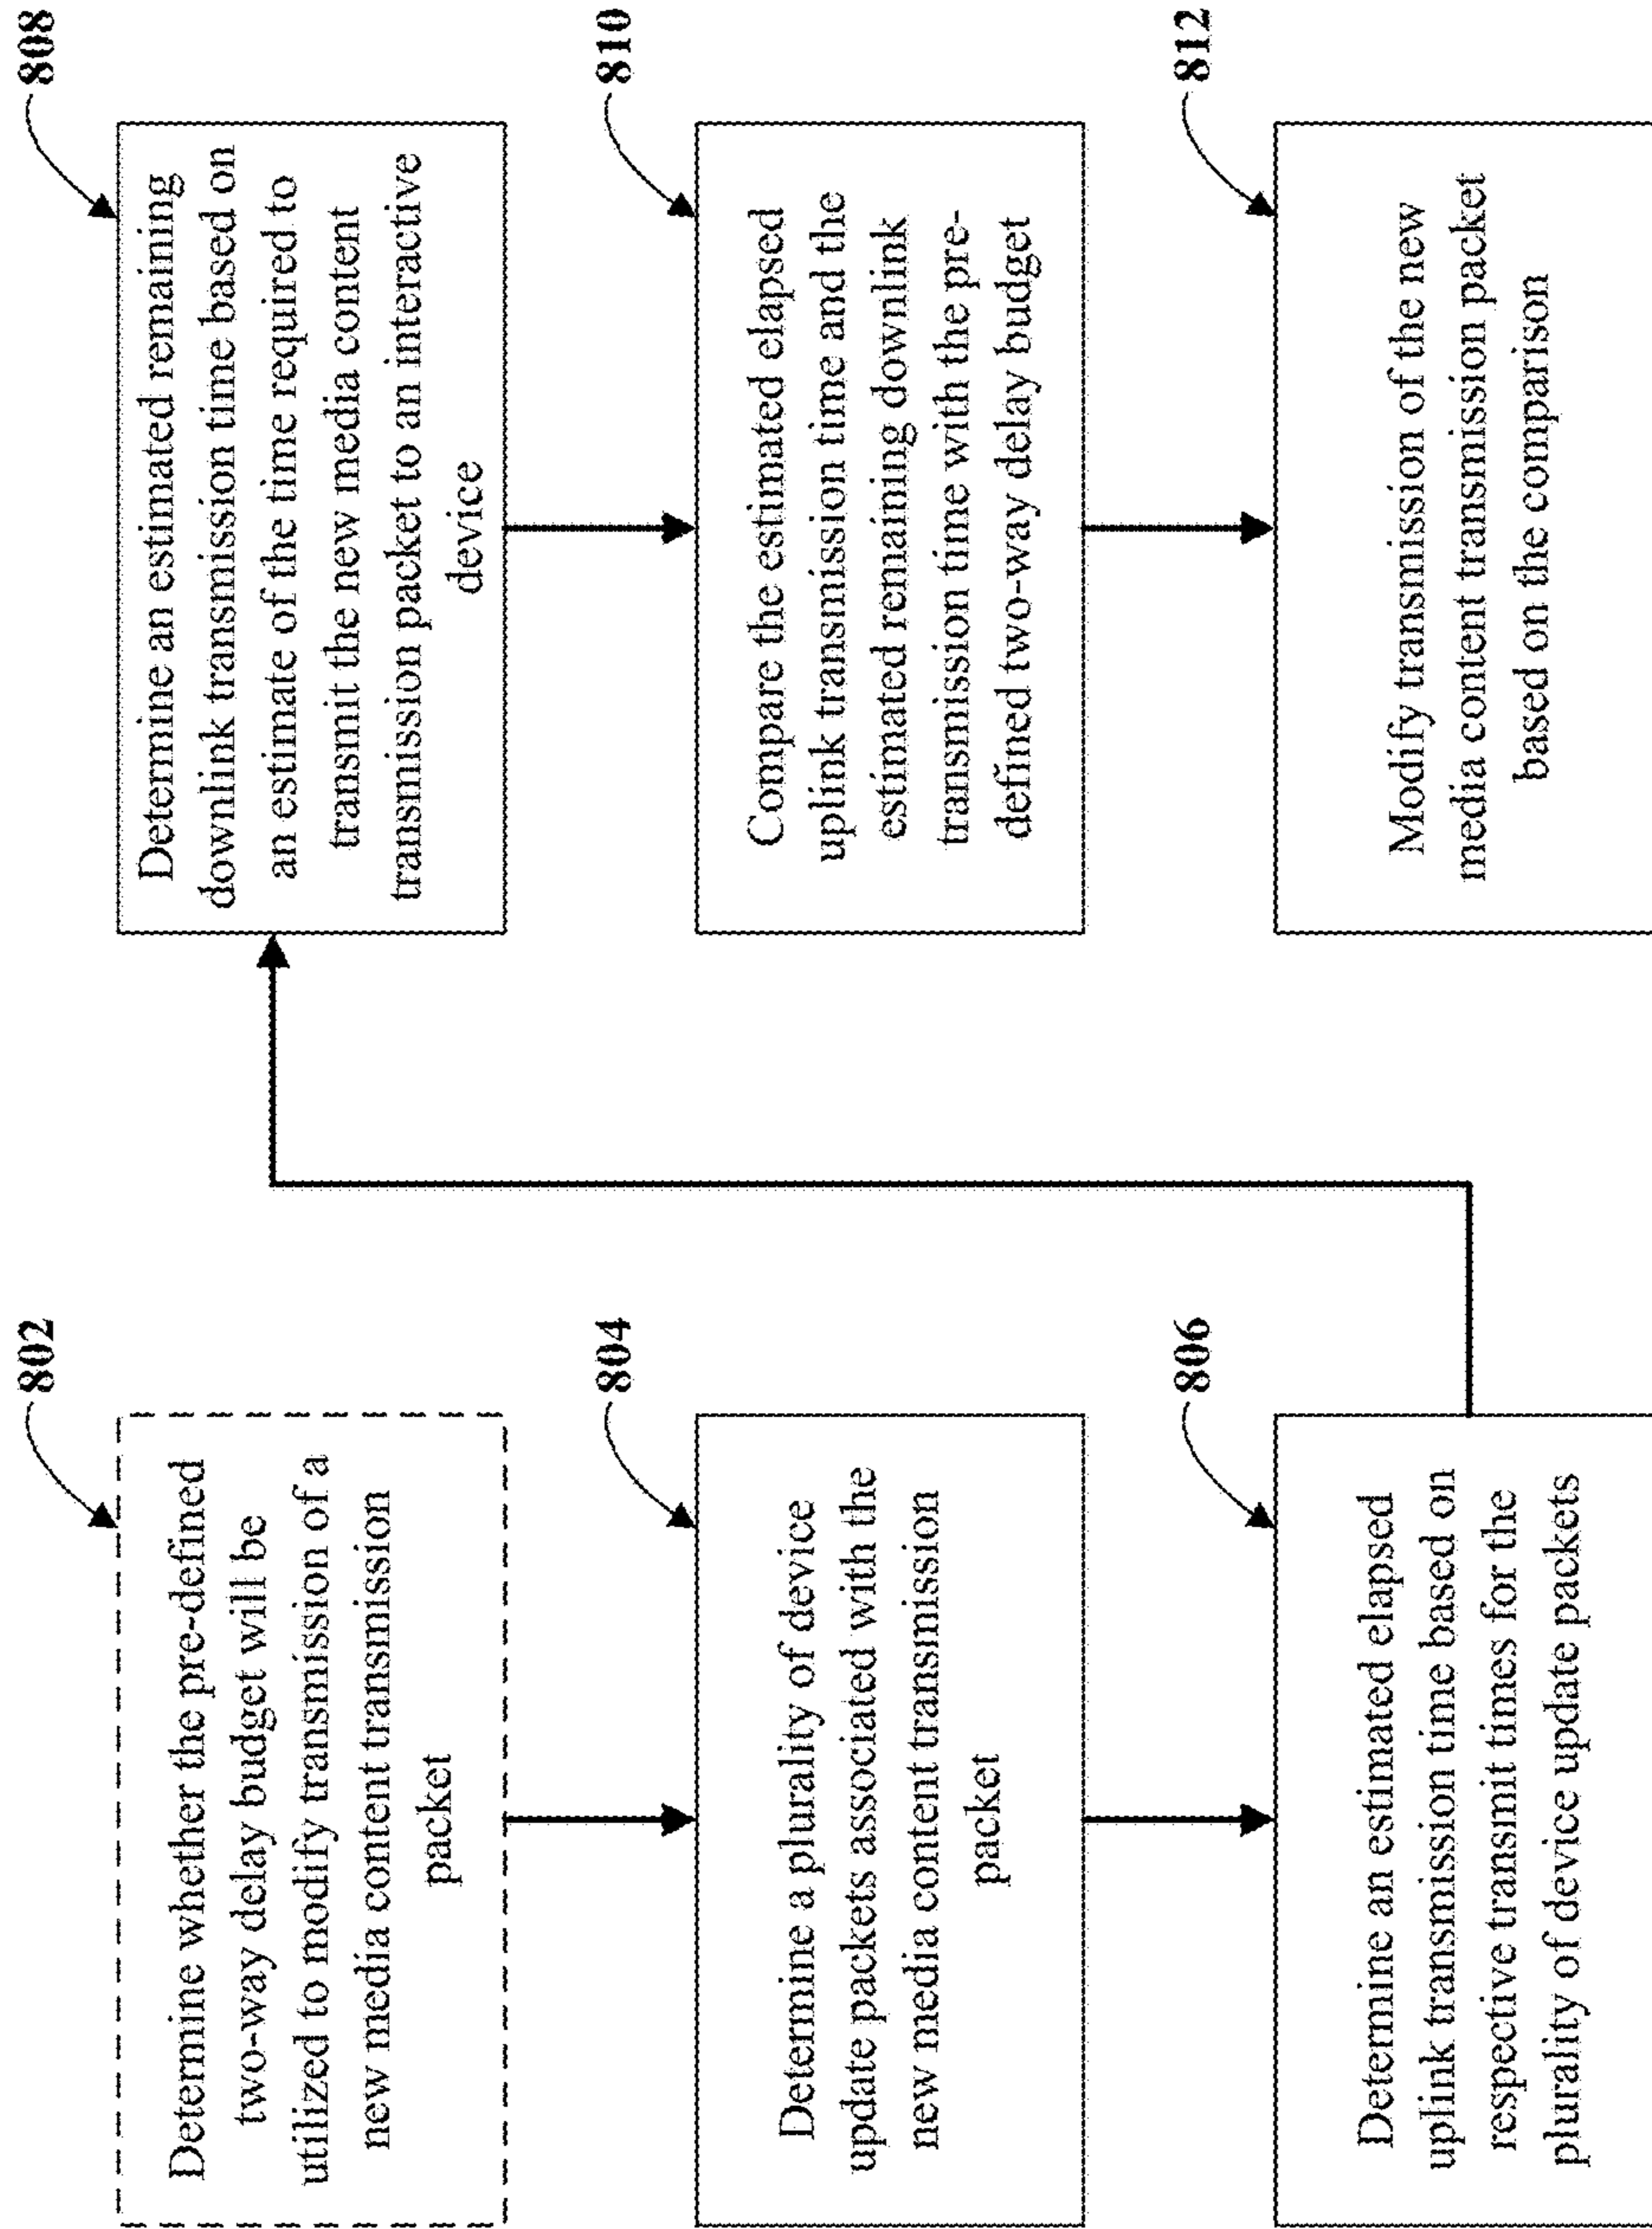 802
Determine whether the pre-defined
two-way delay budget will be
utilized to modify transmission of a
new media content transmission
packet
804
Determine a plurality of device
update packets associated with the
new media content transmission
packet
806
Determine an estimated elapsed
uplink transmission time based on
respective transmit times for the
plurality of device update packets
808
Determine an estimated remaining
downlink transmission time based on
an estimate of the time required to
transmit the new media content
transmission packet to an interactive
device
810
Compare the estimated elapsed
uplink transmission time and the
estimated remaining downlink
transmission time with the pre-
defined two-way delay budget
812
Modify transmission of the new
media content transmission packet
based on the comparison